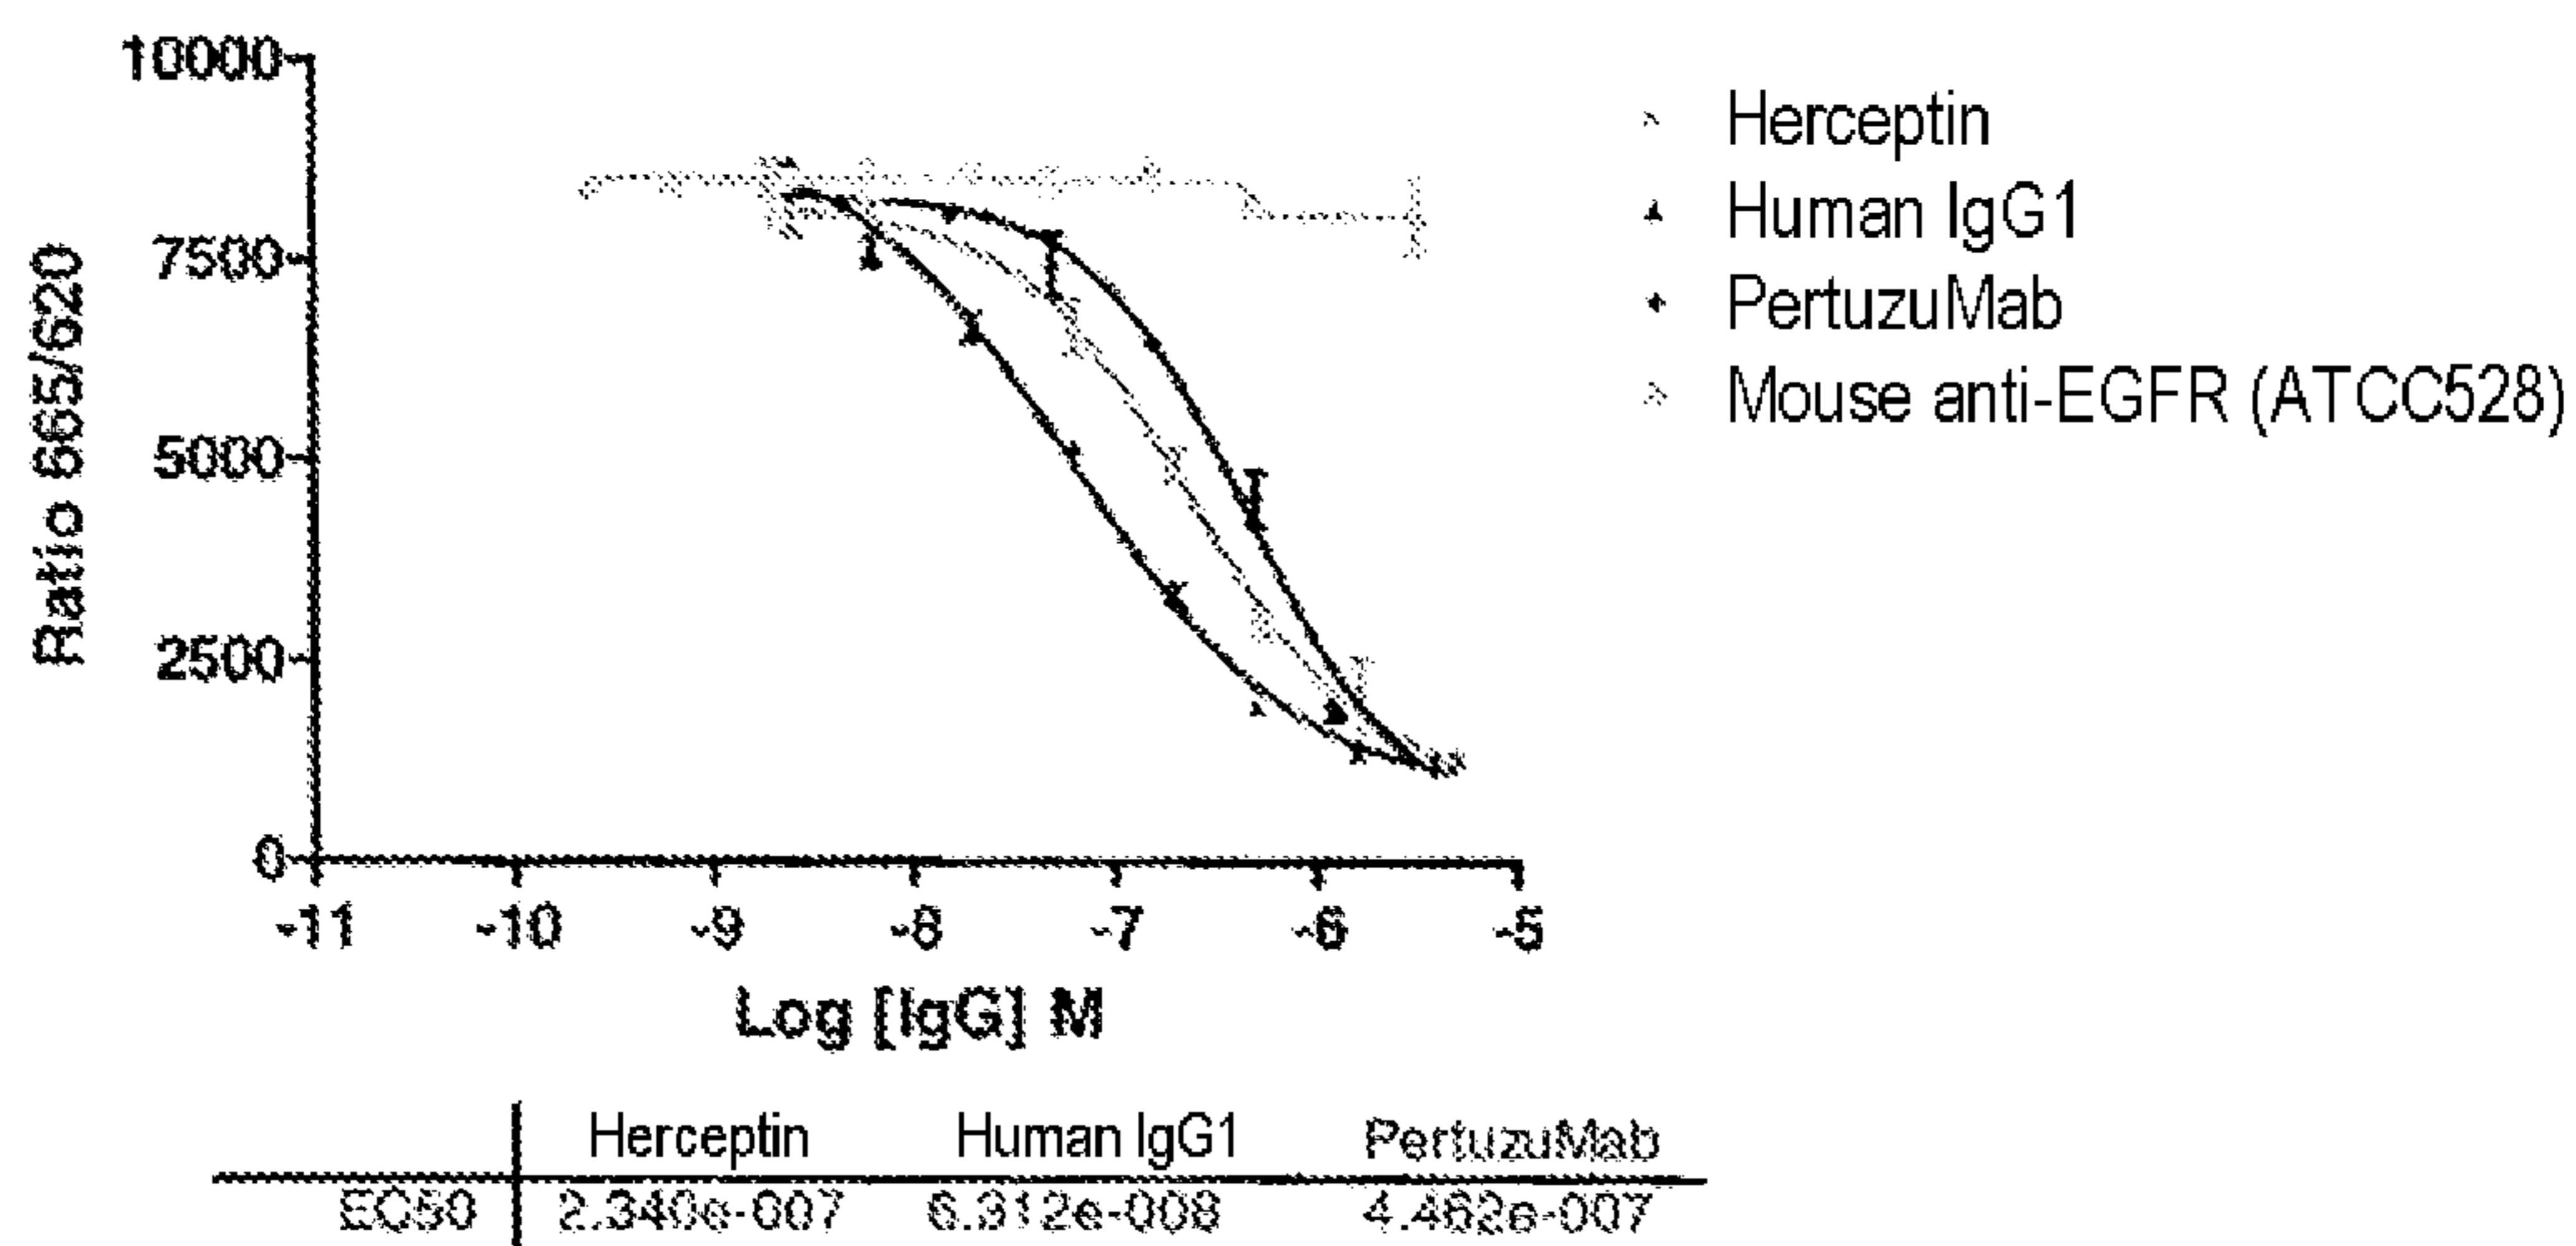 10000
7500
5000
2500
0
Ratio 665/620
-11 -10 -9 -8 -7 -6 -5
Log [IgG] M
Herceptin
Human IgG1
PertuzuMab
Mouse anti-EGFR (ATCC528)
Herceptin Human IgG1 PertuzuMab
EC50 2.340e-007 6.912e-008 4.462e-007